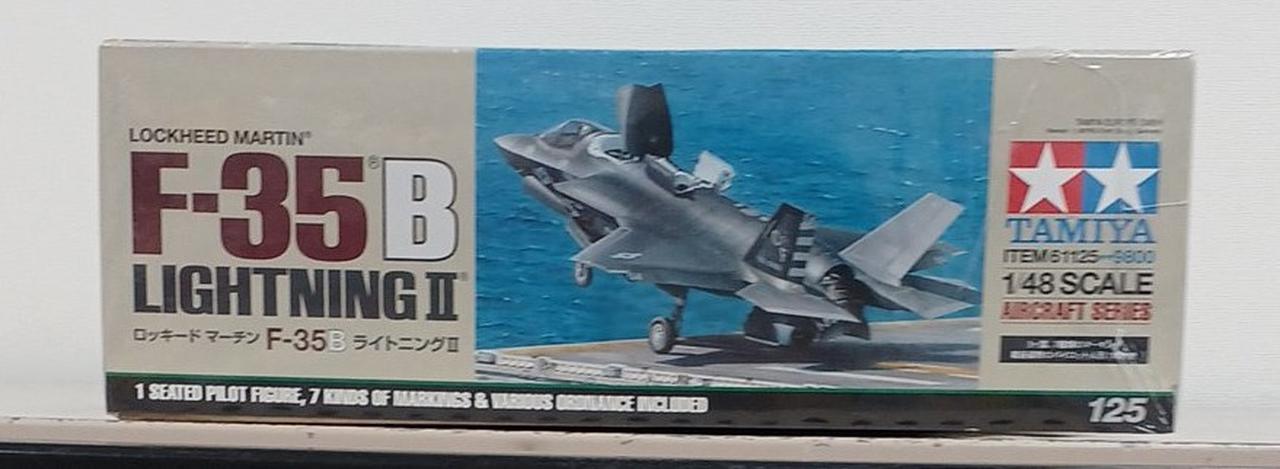 LOCKHEED MARTIN®
F-35®B
LIGHTNING II®
ロッキード マーチン F-35B ライトニングII
1 SEATED PILOT FIGURE, 7 KINDS OF MARKINGS & VARIOUS ORDNANCE INCLUDED
TAMIYA
ITEM 61125 9800
1/48 SCALE
AIRCRAFT SERIES
125